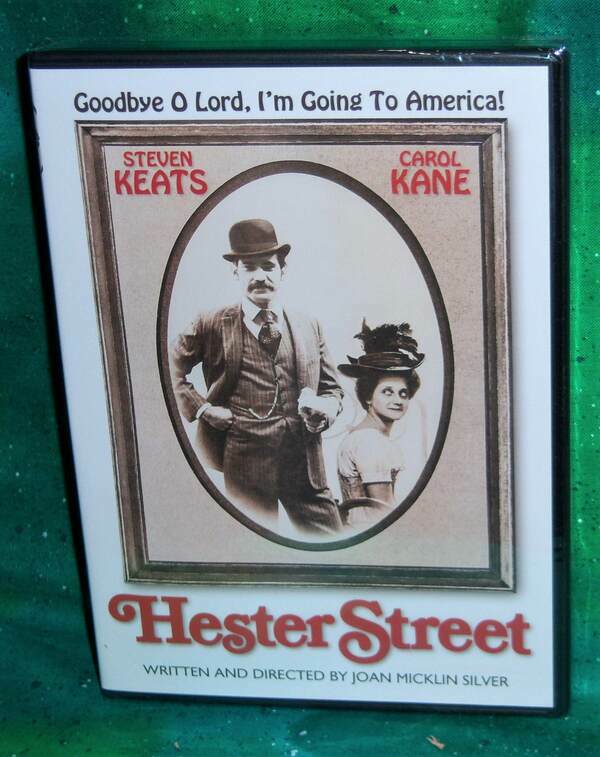 Goodbye O Lord, I'm Going To America!
STEVEN
KEATS
CAROL
KANE
Hester Street
WRITTEN AND DIRECTED BY JOAN MICKLIN SILVER